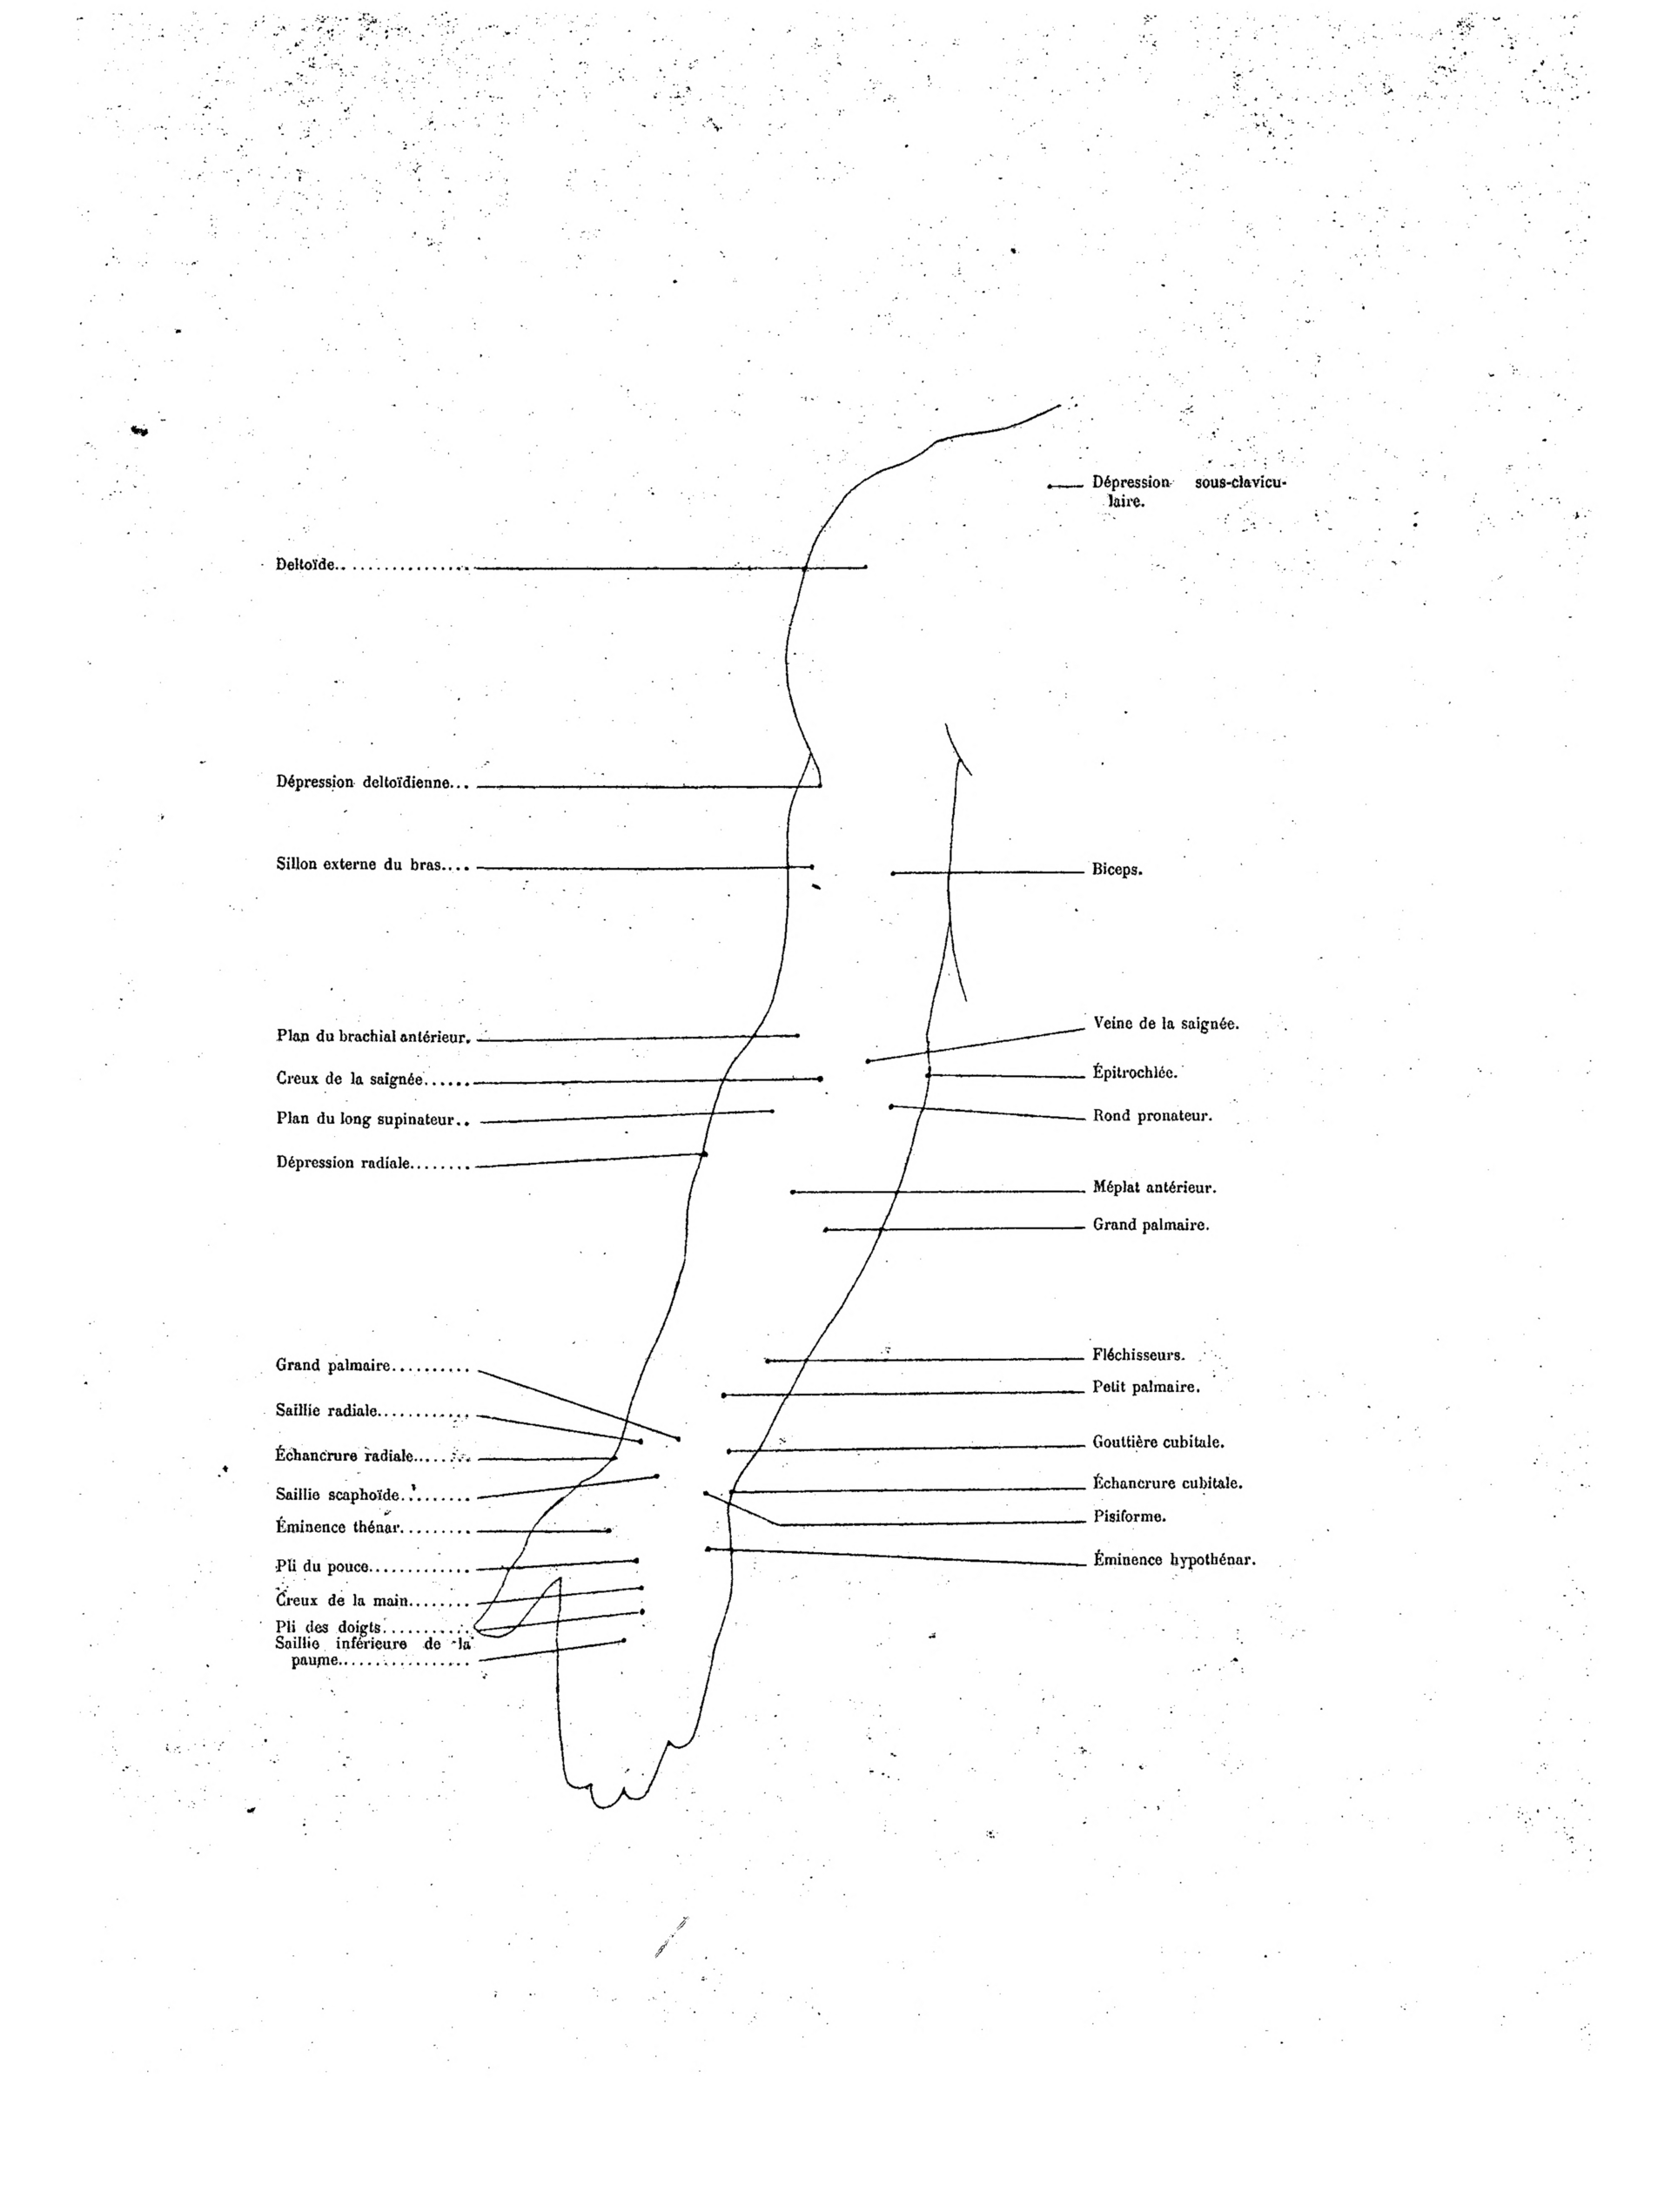 Dépression sous-clavicu-
laire.
Deltoïde................
Dépression deltoïdienne...
Sillon externe du bras....
Biceps.
Plan du brachial antérieur.
Creux de la saignée......
Plan du long supinateur..
Dépression radiale........
Veine de la saignée.
Épitrochlée.
Rond pronateur.
Méplat antérieur.
Grand palmaire.
Grand palmaire..........
Saillie radiale............
Échancrure radiale........
Saillie scaphoïde.........
Éminence thénar.........
Pli du pouce.............
Creux de la main........
Pli des doigts............
Saillie inférieure de la
paume.................
Fléchisseurs.
Petit palmaire.
Gouttière cubitale.
Échancrure cubitale.
Pisiforme.
Éminence hypothénar.